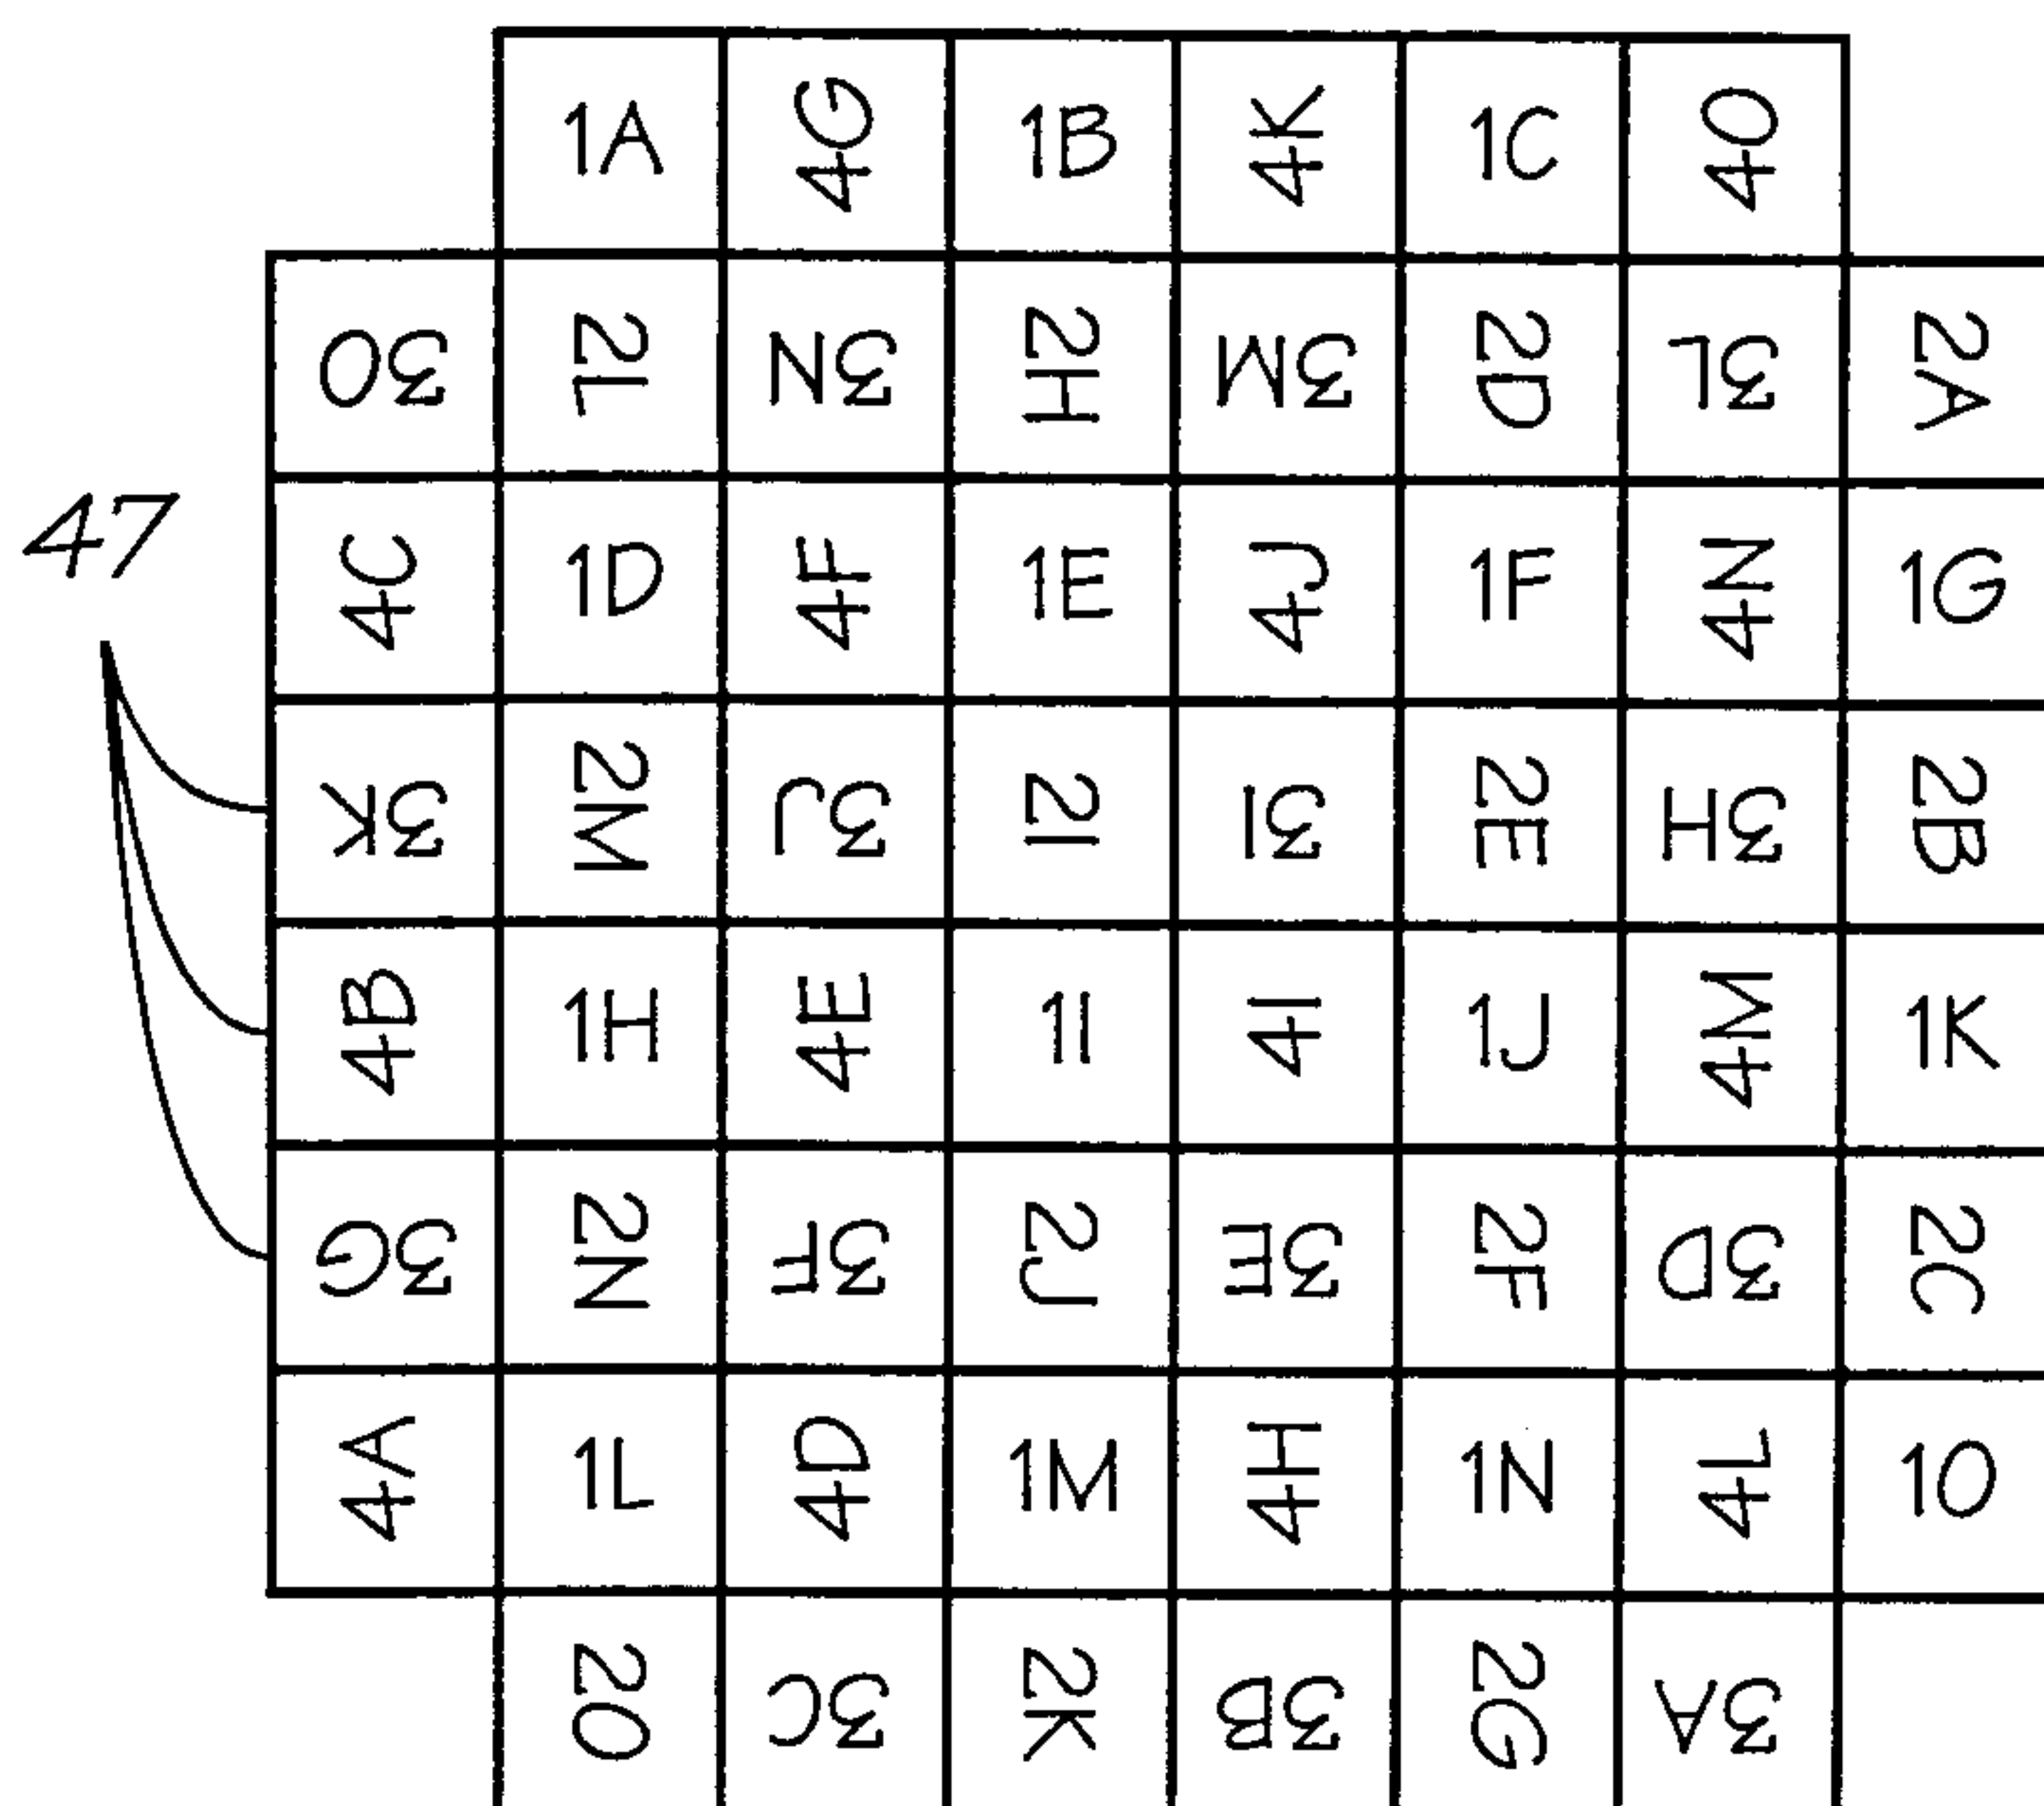 1A 4G 1B 4K 1C 4O
3O 2L 3N 2H 3M 2D 3L 2A
47
4C 1D 4F 1E 4J 1F 4N 1G
3K 2M 3J 2I 3I 2E 3H 2B
4B 1H 4E 1I 4I 1J 4M 1K
3G 2N 3F 2J 3E 2F 3D 2C
4A 1L 4D 1M 4H 1N 4L 1O
2O 3C 2K 3B 2G 3A